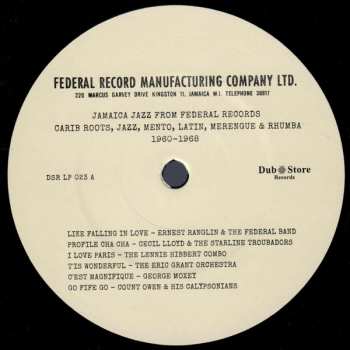 FEDERAL RECORD MANUFACTURING COMPANY LTD.
220 MARCUS GARVEY DRIVE KINGSTON 11, JAMAICA W.I. TELEPHONE 36817
JAMAICA JAZZ FROM FEDERAL RECORDS
CARIB ROOTS, JAZZ, MENTO, LATIN, MERENGUE & RHUMBA
1960-1968
DSR LP 023 A
Dub Store
Records
LIKE FALLING IN LOVE - ERNEST RANGLIN & THE FEDERAL BAND
PROFILE CHA CHA - CECIL LLOYD & THE STARLINE TROUBADORS
I LOVE PARIS - THE LENNIE HIBBERT COMBO
T'IS WONDERFUL - THE ERIC GRANT ORCHESTRA
C'EST MAGNIFIQUE - GEORGE MOXEY
GO FIFE GO - COUNT OWEN & HIS CALYPSONIANS